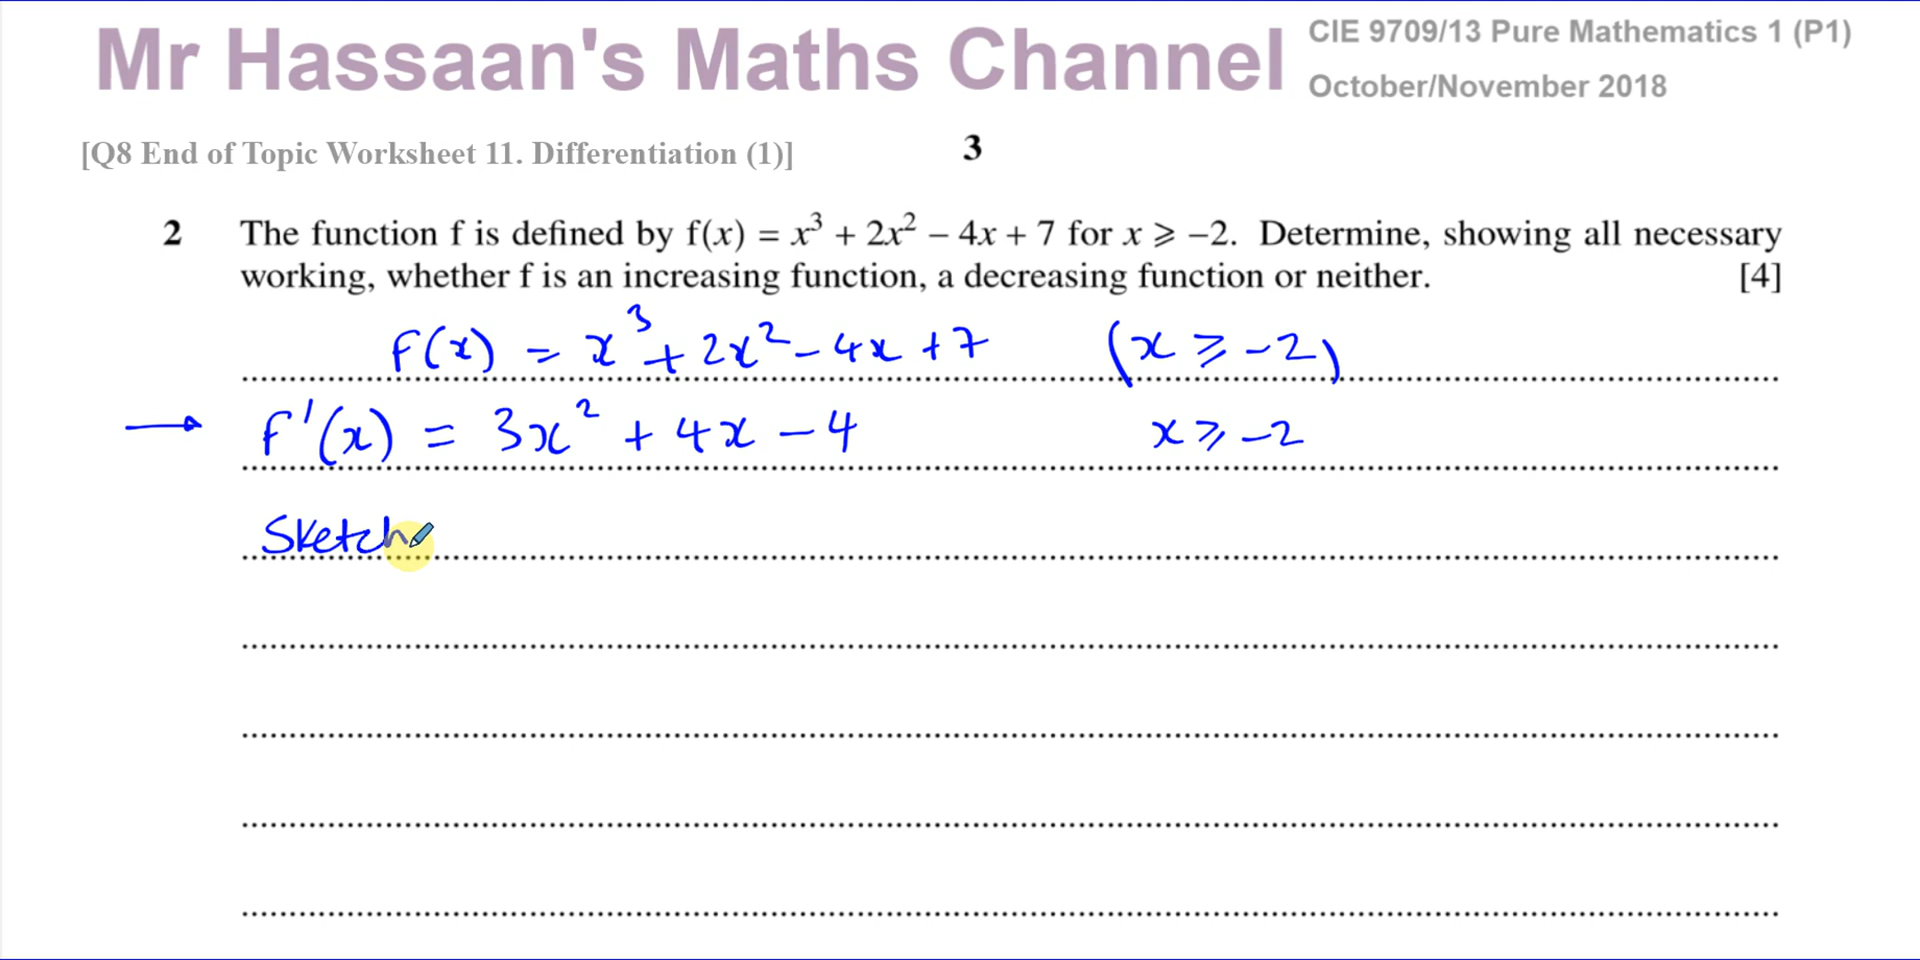 Mr Hassaan's Maths Channel
CIE 9709/13 Pure Mathematics 1 (P1)
October/November 2018
[Q8 End of Topic Worksheet 11. Differentiation (1)]
3
2 The function f is defined by f(x) = x³ + 2x² − 4x + 7 for x ⩾ −2. Determine, showing all necessary
working, whether f is an increasing function, a decreasing function or neither. [4]
f(x) = x³ + 2x² − 4x + 7 (x ⩾ −2)
→ f'(x) = 3x² + 4x − 4 x ⩾ −2
Sketch